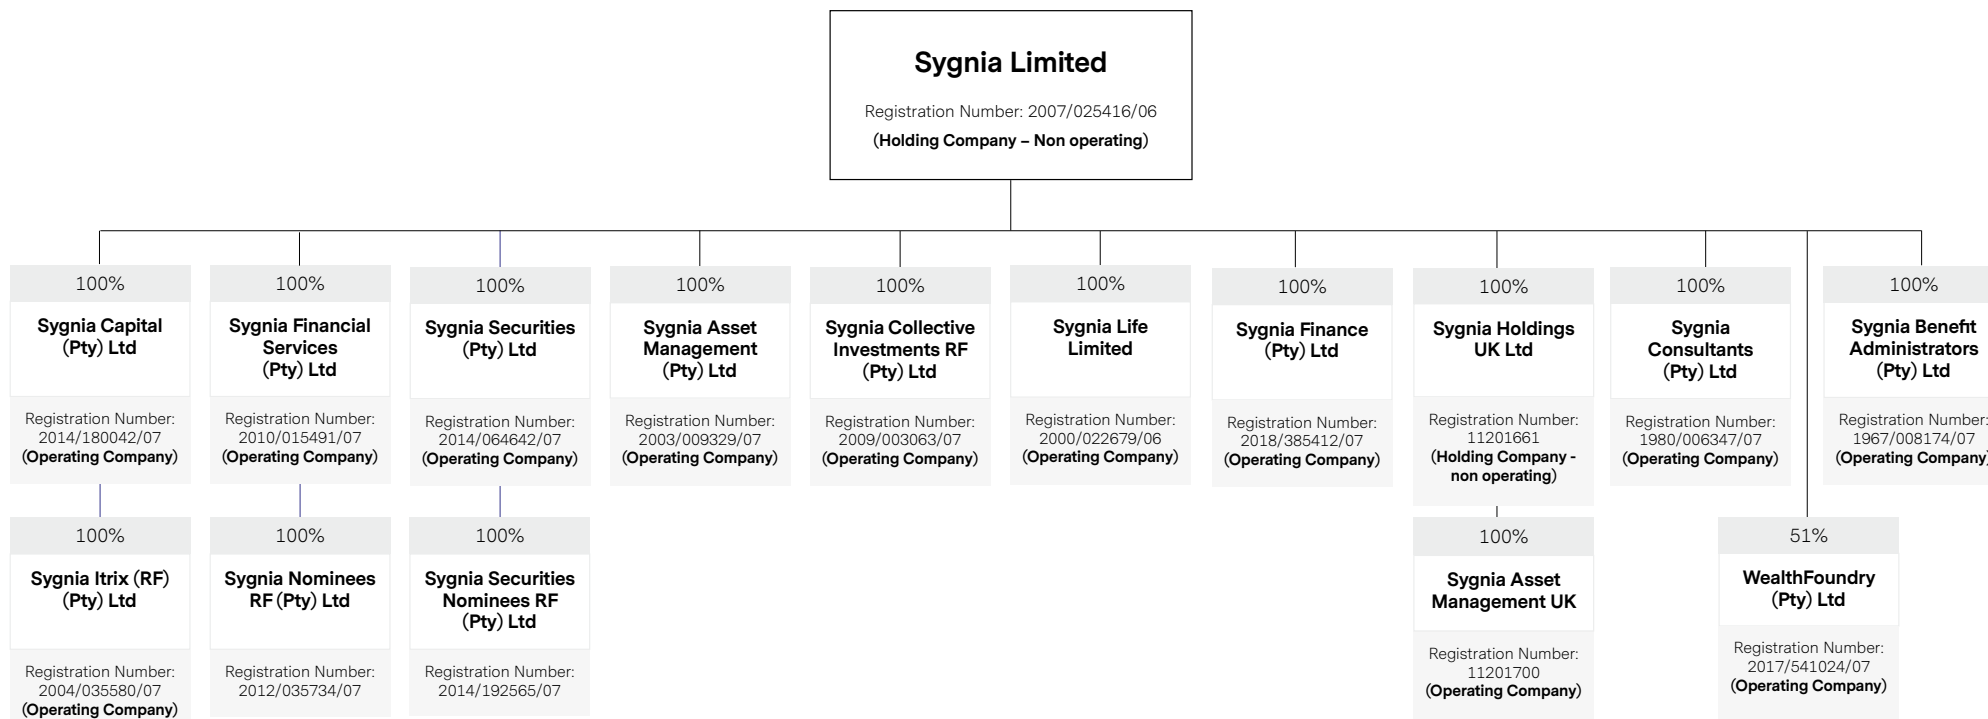 Sygnia Limited
Registration Number: 2007/025416/06
(Holding Company – Non operating)
100%
Sygnia Capital
(Pty) Ltd
Registration Number:
2014/180042/07
(Operating Company)
100%
Sygnia Financial
Services
(Pty) Ltd
Registration Number:
2010/015491/07
(Operating Company)
100%
Sygnia Securities
(Pty) Ltd
Registration Number:
2014/064642/07
(Operating Company)
100%
Sygnia Asset
Management
(Pty) Ltd
Registration Number:
2003/009329/07
(Operating Company)
100%
Sygnia Collective
Investments RF
(Pty) Ltd
Registration Number:
2009/003063/07
(Operating Company)
100%
Sygnia Life
Limited
Registration Number:
2000/022679/06
(Operating Company)
100%
Sygnia Finance
(Pty) Ltd
Registration Number:
2018/385412/07
(Operating Company)
100%
Sygnia Holdings
UK Ltd
Registration Number:
11201661
(Holding Company -
non operating)
100%
Sygnia
Consultants
(Pty) Ltd
Registration Number:
1980/006347/07
(Operating Company)
100%
Sygnia Benefit
Administrators
(Pty) Ltd
Registration Number:
1967/008174/07
(Operating Company)
100%
Sygnia Itrix (RF)
(Pty) Ltd
Registration Number:
2004/035580/07
(Operating Company)
100%
Sygnia Nominees
RF (Pty) Ltd
Registration Number:
2012/035734/07
100%
Sygnia Securities
Nominees RF
(Pty) Ltd
Registration Number:
2014/192565/07
100%
Sygnia Asset
Management UK
Registration Number:
11201700
(Operating Company)
51%
WealthFoundry
(Pty) Ltd
Registration Number:
2017/541024/07
(Operating Company)